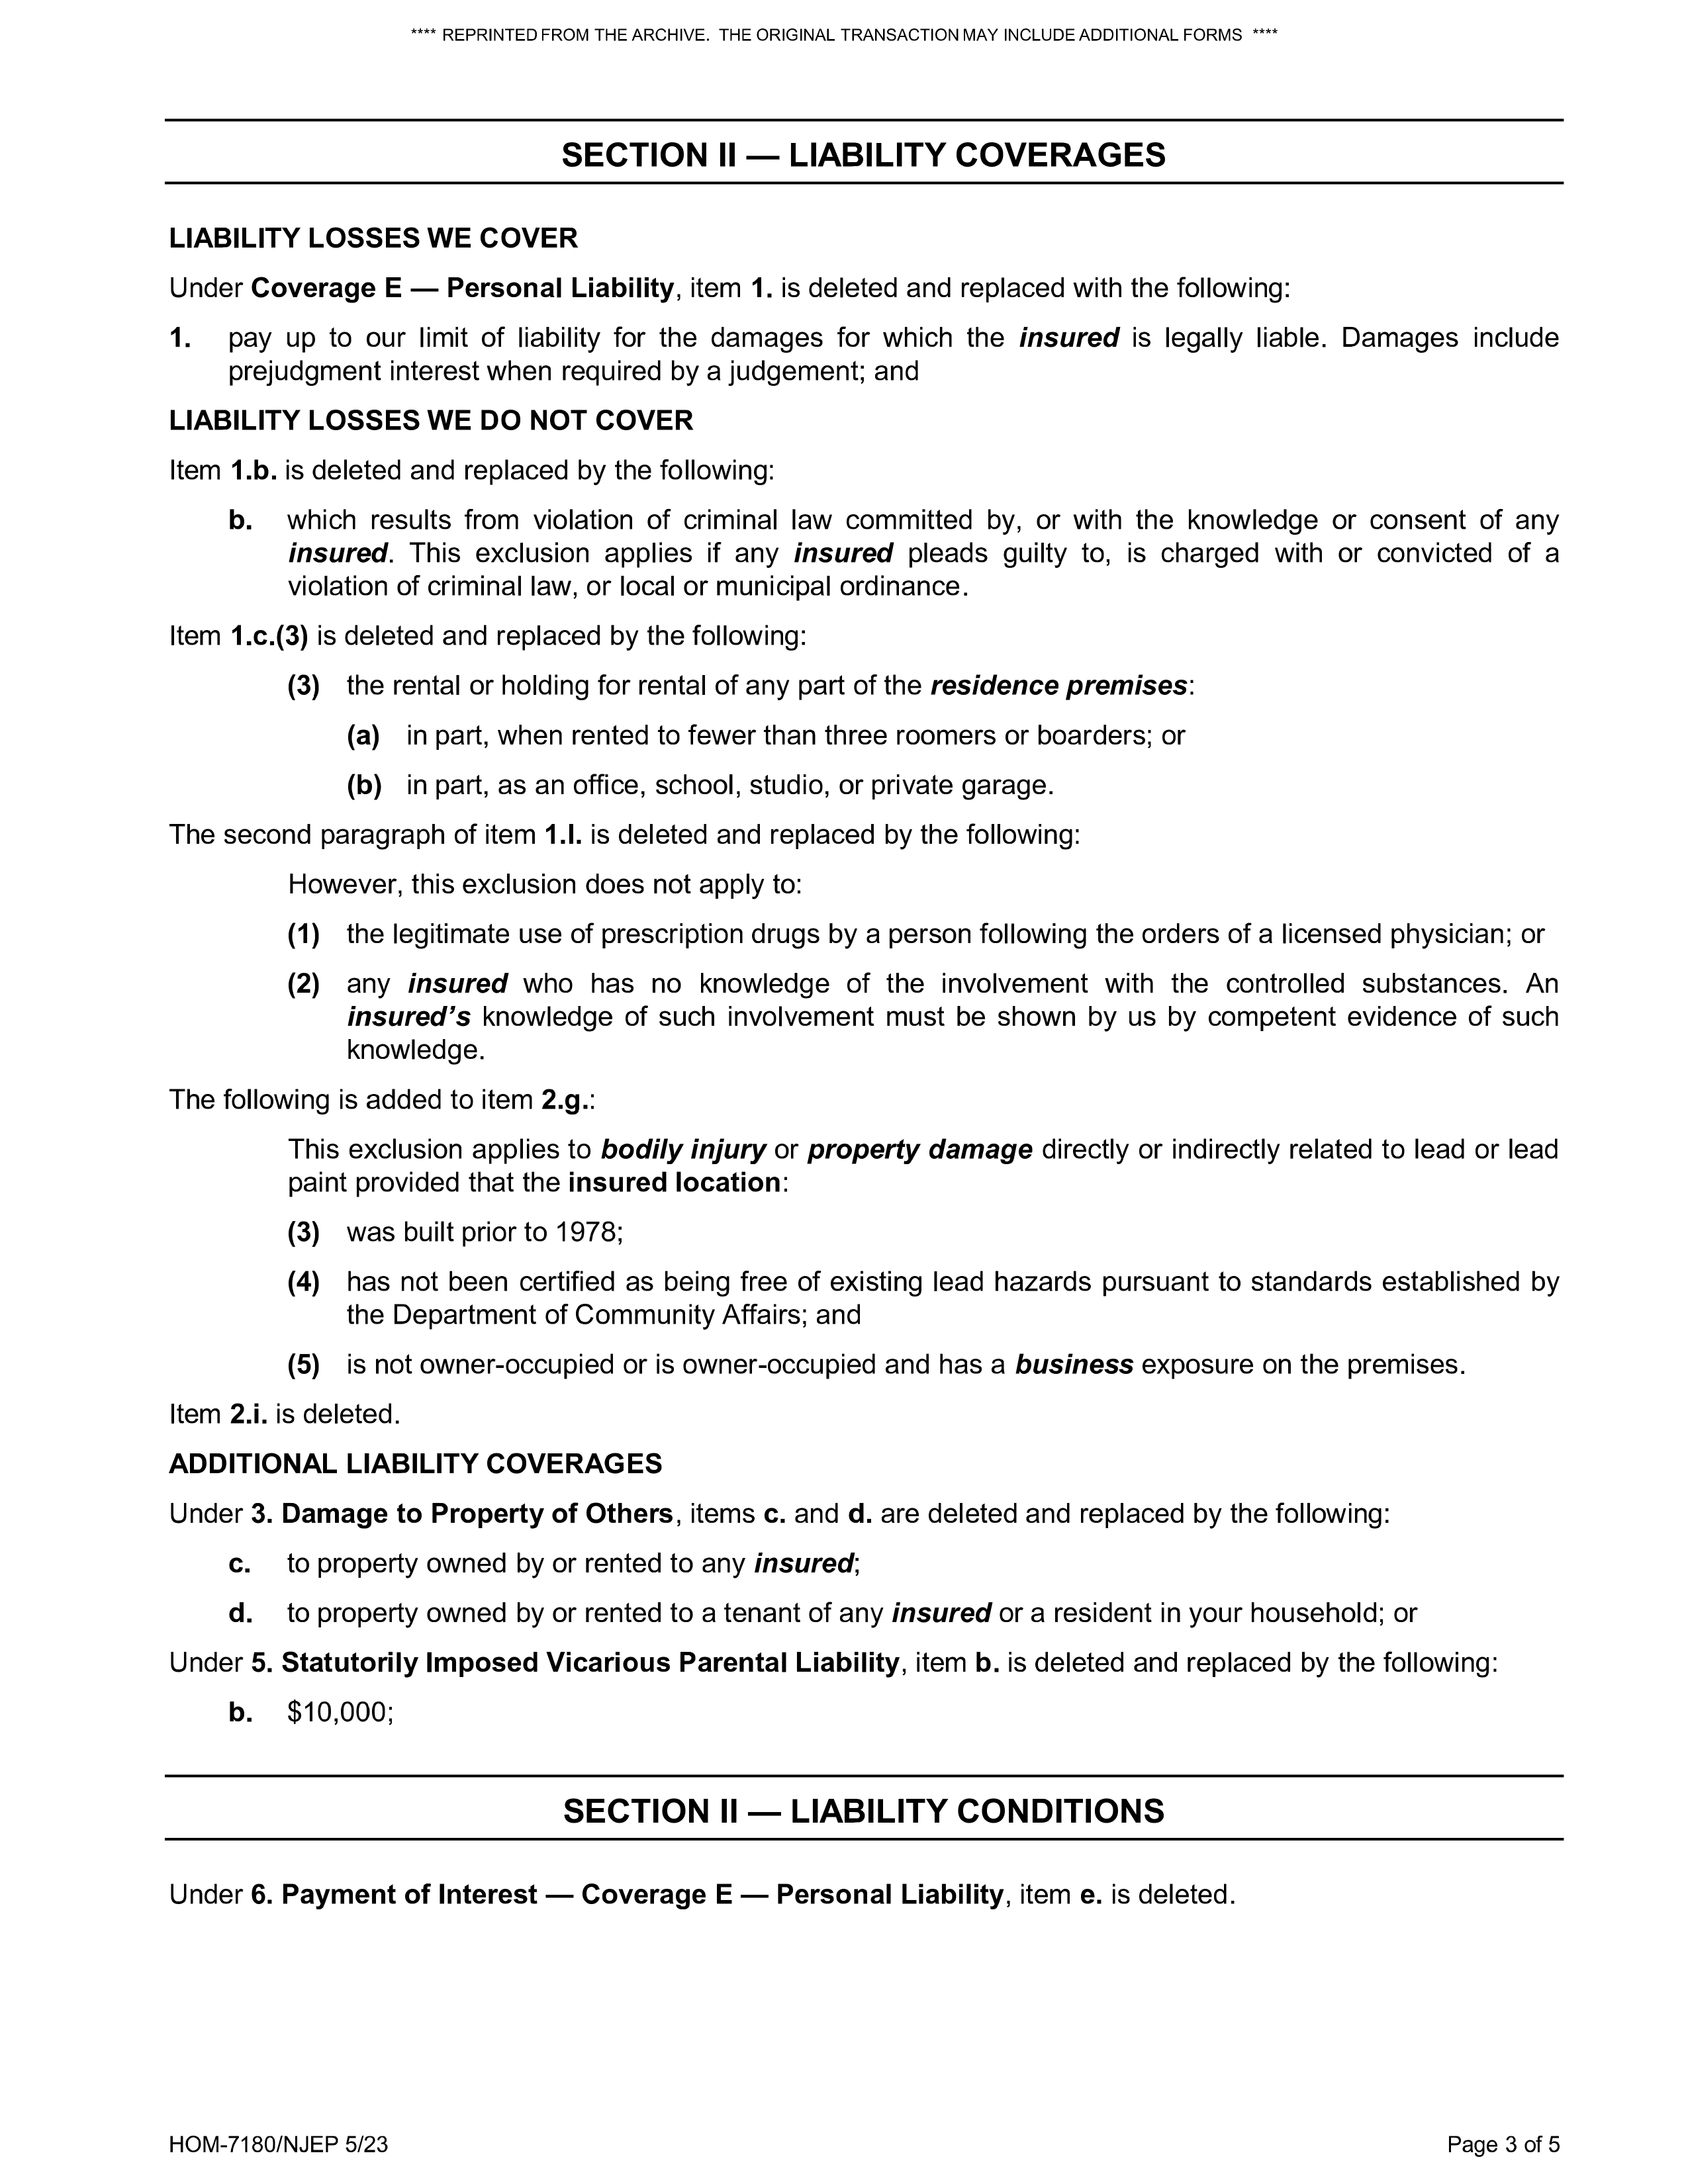 **** REPRINTED FROM THE ARCHIVE. THE ORIGINAL TRANSACTION MAY INCLUDE ADDITIONAL FORMS ****
SECTION II — LIABILITY COVERAGES
LIABILITY LOSSES WE COVER
Under Coverage E — Personal Liability, item 1. is deleted and replaced with the following:
1. pay up to our limit of liability for the damages for which the insured is legally liable. Damages include
prejudgment interest when required by a judgement; and
LIABILITY LOSSES WE DO NOT COVER
Item 1.b. is deleted and replaced by the following:
b. which results from violation of criminal law committed by, or with the knowledge or consent of any
insured. This exclusion applies if any insured pleads guilty to, is charged with or convicted of a
violation of criminal law, or local or municipal ordinance.
Item 1.c.(3) is deleted and replaced by the following:
(3) the rental or holding for rental of any part of the residence premises:
(a) in part, when rented to fewer than three roomers or boarders; or
(b) in part, as an office, school, studio, or private garage.
The second paragraph of item 1.l. is deleted and replaced by the following:
However, this exclusion does not apply to:
(1) the legitimate use of prescription drugs by a person following the orders of a licensed physician; or
(2) any insured who has no knowledge of the involvement with the controlled substances. An
insured’s knowledge of such involvement must be shown by us by competent evidence of such
knowledge.
The following is added to item 2.g.:
This exclusion applies to bodily injury or property damage directly or indirectly related to lead or lead
paint provided that the insured location:
(3) was built prior to 1978;
(4) has not been certified as being free of existing lead hazards pursuant to standards established by
the Department of Community Affairs; and
(5) is not owner-occupied or is owner-occupied and has a business exposure on the premises.
Item 2.i. is deleted.
ADDITIONAL LIABILITY COVERAGES
Under 3. Damage to Property of Others, items c. and d. are deleted and replaced by the following:
c. to property owned by or rented to any insured;
d. to property owned by or rented to a tenant of any insured or a resident in your household; or
Under 5. Statutorily Imposed Vicarious Parental Liability, item b. is deleted and replaced by the following:
b. $10,000;
SECTION II — LIABILITY CONDITIONS
Under 6. Payment of Interest — Coverage E — Personal Liability, item e. is deleted.
HOM-7180/NJEP 5/23
Page 3 of 5